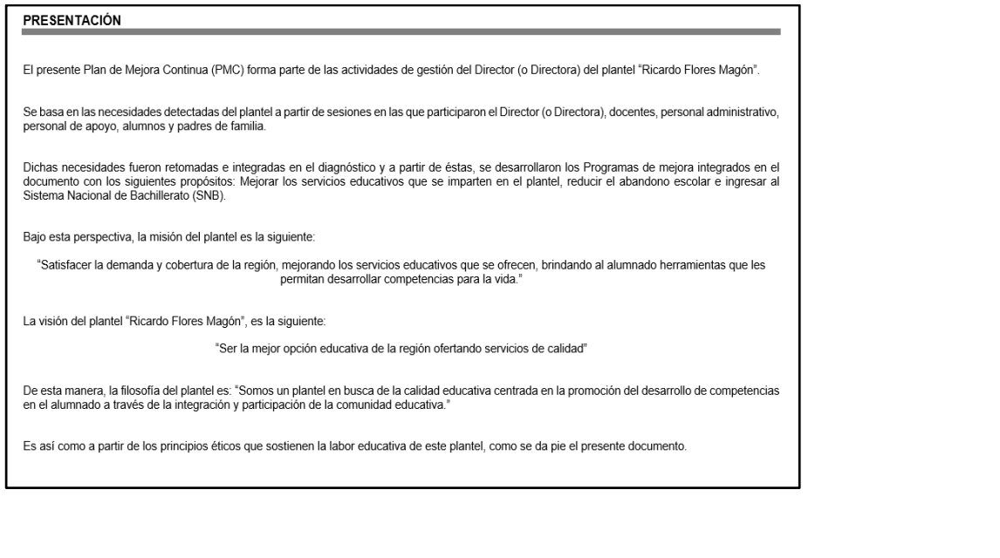 PRESENTACIÓN
El presente Plan de Mejora Continua (PMC) forma parte de las actividades de gestión del Director (o Directora) del plantel “Ricardo Flores Magón”.
Se basa en las necesidades detectadas del plantel a partir de sesiones en las que participaron el Director (o Directora), docentes, personal administrativo,
personal de apoyo, alumnos y padres de familia.
Dichas necesidades fueron retomadas e integradas en el diagnóstico y a partir de éstas, se desarrollaron los Programas de mejora integrados en el
documento con los siguientes propósitos: Mejorar los servicios educativos que se imparten en el plantel, reducir el abandono escolar e ingresar al
Sistema Nacional de Bachillerato (SNB).
Bajo esta perspectiva, la misión del plantel es la siguiente:
“Satisfacer la demanda y cobertura de la región, mejorando los servicios educativos que se ofrecen, brindando al alumnado herramientas que les
permitan desarrollar competencias para la vida.”
La visión del plantel “Ricardo Flores Magón”, es la siguiente:
“Ser la mejor opción educativa de la región ofertando servicios de calidad”
De esta manera, la filosofía del plantel es: “Somos un plantel en busca de la calidad educativa centrada en la promoción del desarrollo de competencias
en el alumnado a través de la integración y participación de la comunidad educativa.”
Es así como a partir de los principios éticos que sostienen la labor educativa de este plantel, como se da pie el presente documento.